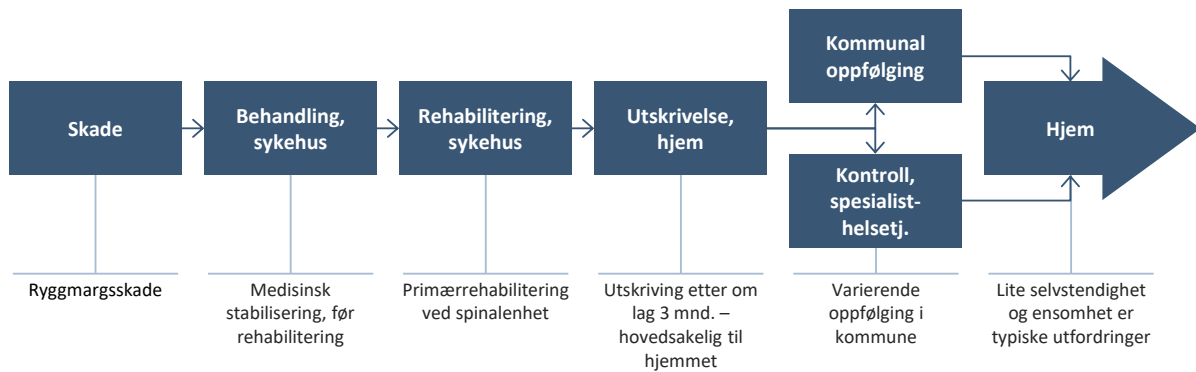 Skade
Behandling,
sykehus
Rehabilitering,
sykehus
Utskrivelse,
hjem
Kommunal
oppfølging
Kontroll,
spesialist-
helsetj.
Hjem
Ryggmargsskade
Medisinsk
stabilisering, før
rehabilitering
Primærrehabilitering
ved spinalenhet
Utskriving etter om
lag 3 mnd. –
hovedsakelig til
hjemmet
Varierende
oppfølging i
kommune
Lite selvstendighet
og ensomhet er
typiske utfordringer